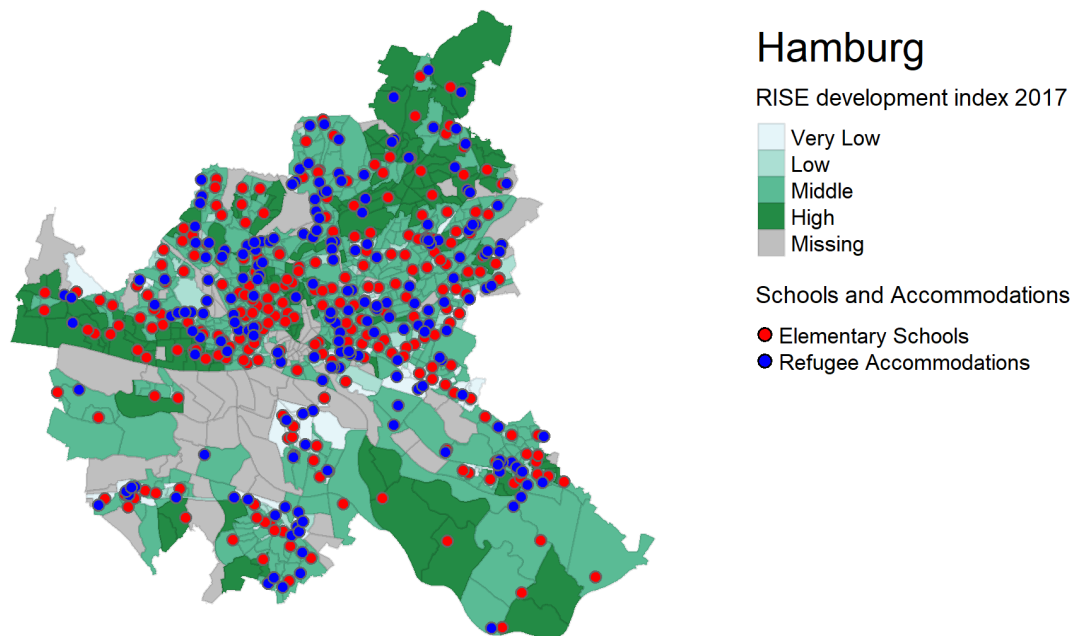 Hamburg
RISE development index 2017
Very Low
Low
Middle
High
Missing
Schools and Accommodations
Elementary Schools
Refugee Accommodations